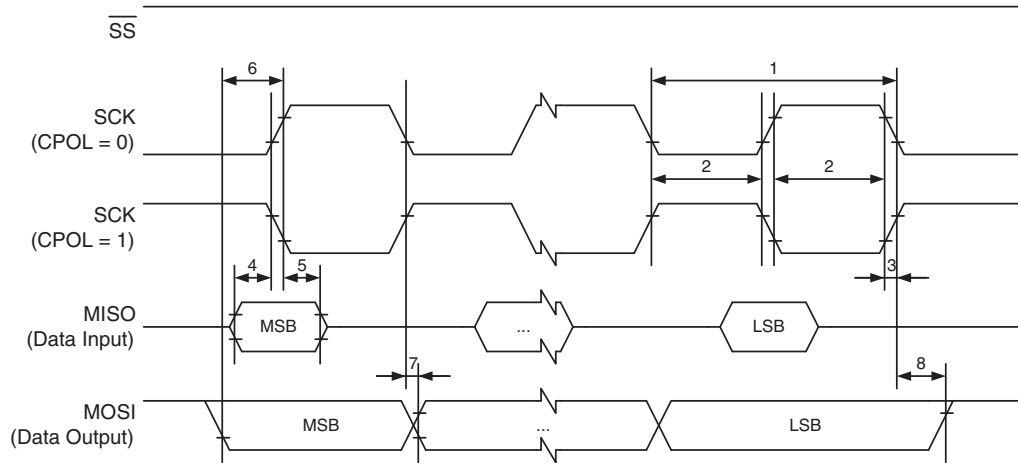 SS
6
1
SCK
(CPOL = 0)
2
2
SCK
(CPOL = 1)
4
5
3
MISO
(Data Input)
MSB
...
LSB
7
8
MOSI
(Data Output)
MSB
...
LSB